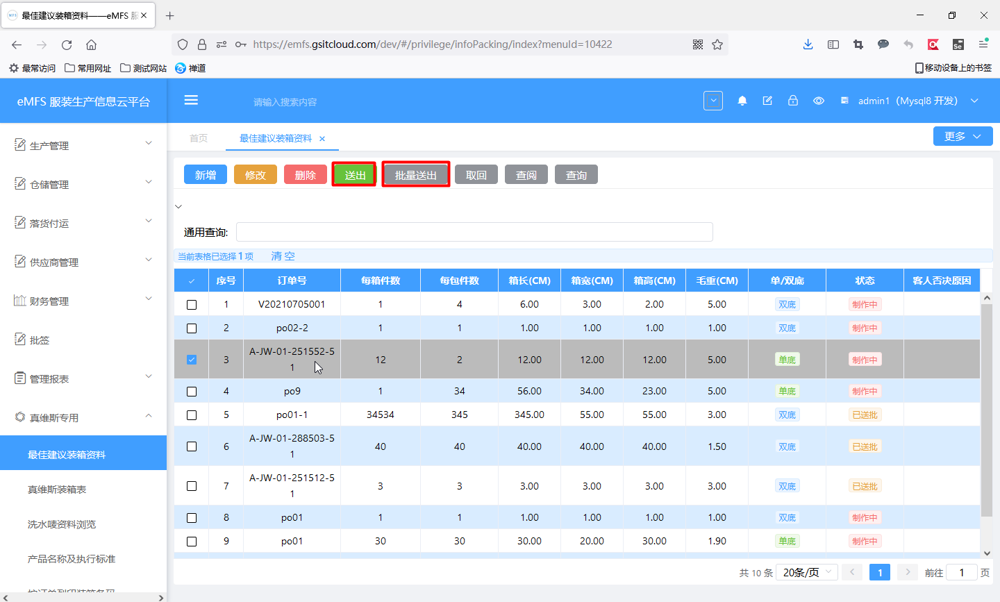 最佳建议装箱资料——eMFS 服
https://emfs.gsitcloud.com/dev/#/privilege/infoPacking/index?menuId=10422
最常访问 常用网址 测试网站 禅道 移动设备上的书签
eMFS 服装生产信息云平台
请输入搜索内容
admin1（Mysql8 开发）
首页 最佳建议装箱资料 更多
生产管理
仓储管理
落货付运
供应商管理
财务管理
批签
管理报表
真维斯专用
最佳建议装箱资料
真维斯装箱表
洗水唛资料浏览
产品名称及执行标准
按订单列印装箱条码
新增 修改 删除 送出 批量送出 取回 查阅 查询
通用查询:
当前表格已选择 1 项 清 空
序号 订单号 每箱件数 每包件数 箱长(CM) 箱宽(CM) 箱高(CM) 毛重(CM) 单/双底 状态 客人否决原因
1 V20210705001 1 4 6.00 3.00 2.00 5.00 双底 制作中
2 po02-2 1 1 1.00 1.00 1.00 1.00 双底 制作中
3 A-JW-01-251552-5
1 12 2 12.00 12.00 12.00 5.00 单底 制作中
4 po9 1 34 56.00 34.00 23.00 5.00 单底 制作中
5 po01-1 34534 345 345.00 55.00 55.00 3.00 双底 已送批
6 A-JW-01-288503-5
1 40 40 40.00 40.00 40.00 1.50 双底 已送批
7 A-JW-01-251512-5
1 3 3 3.00 3.00 3.00 3.00 双底 已送批
8 po01 1 1 1.00 1.00 1.00 1.00 双底 制作中
9 po01 30 30 30.00 20.00 30.00 1.90 单底 制作中
共 10 条 20条/页 1 前往 1 页